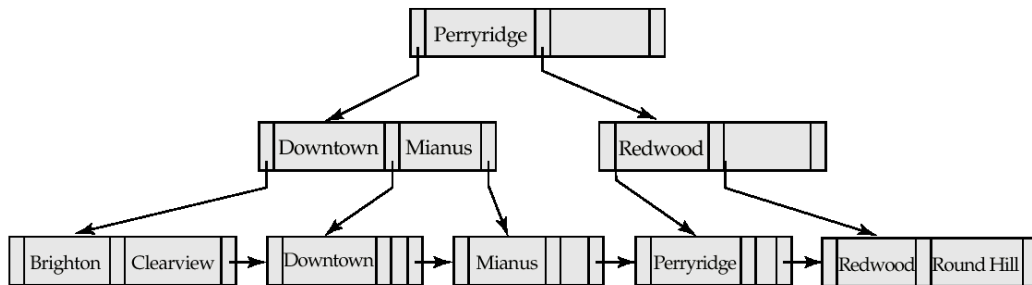 Perryridge
Downtown Mianus
Redwood
Brighton Clearview
Downtown
Mianus
Perryridge
Redwood Round Hill